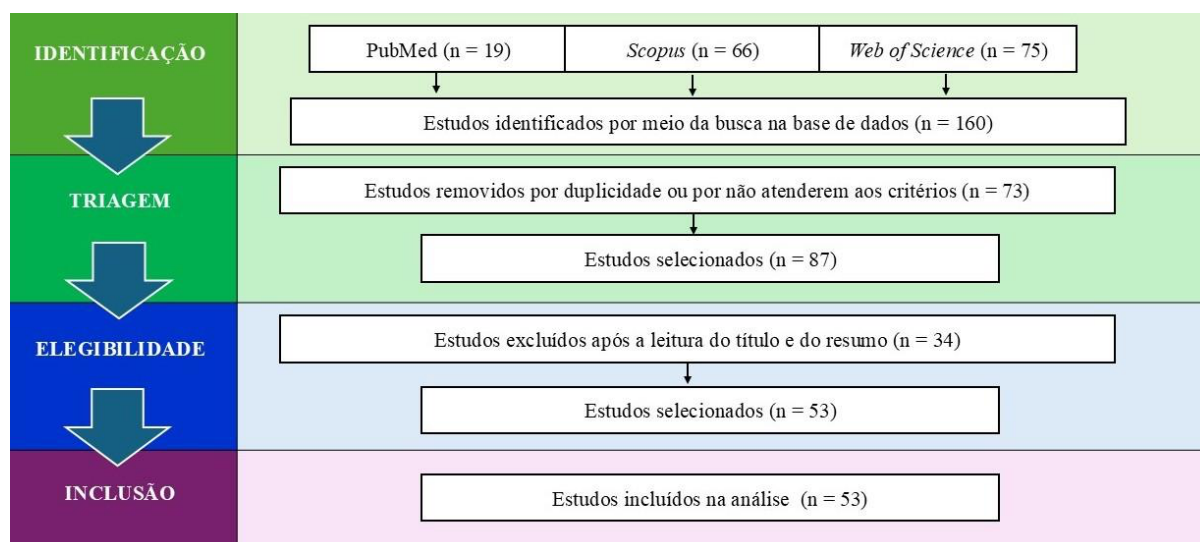 IDENTIFICAÇÃO
PubMed (n = 19)
Scopus (n = 66)
Web of Science (n = 75)
Estudos identificados por meio da busca na base de dados (n = 160)
TRIAGEM
Estudos removidos por duplicidade ou por não atenderem aos critérios (n = 73)
Estudos selecionados (n = 87)
ELEGIBILIDADE
Estudos excluídos após a leitura do título e do resumo (n = 34)
Estudos selecionados (n = 53)
INCLUSÃO
Estudos incluídos na análise (n = 53)